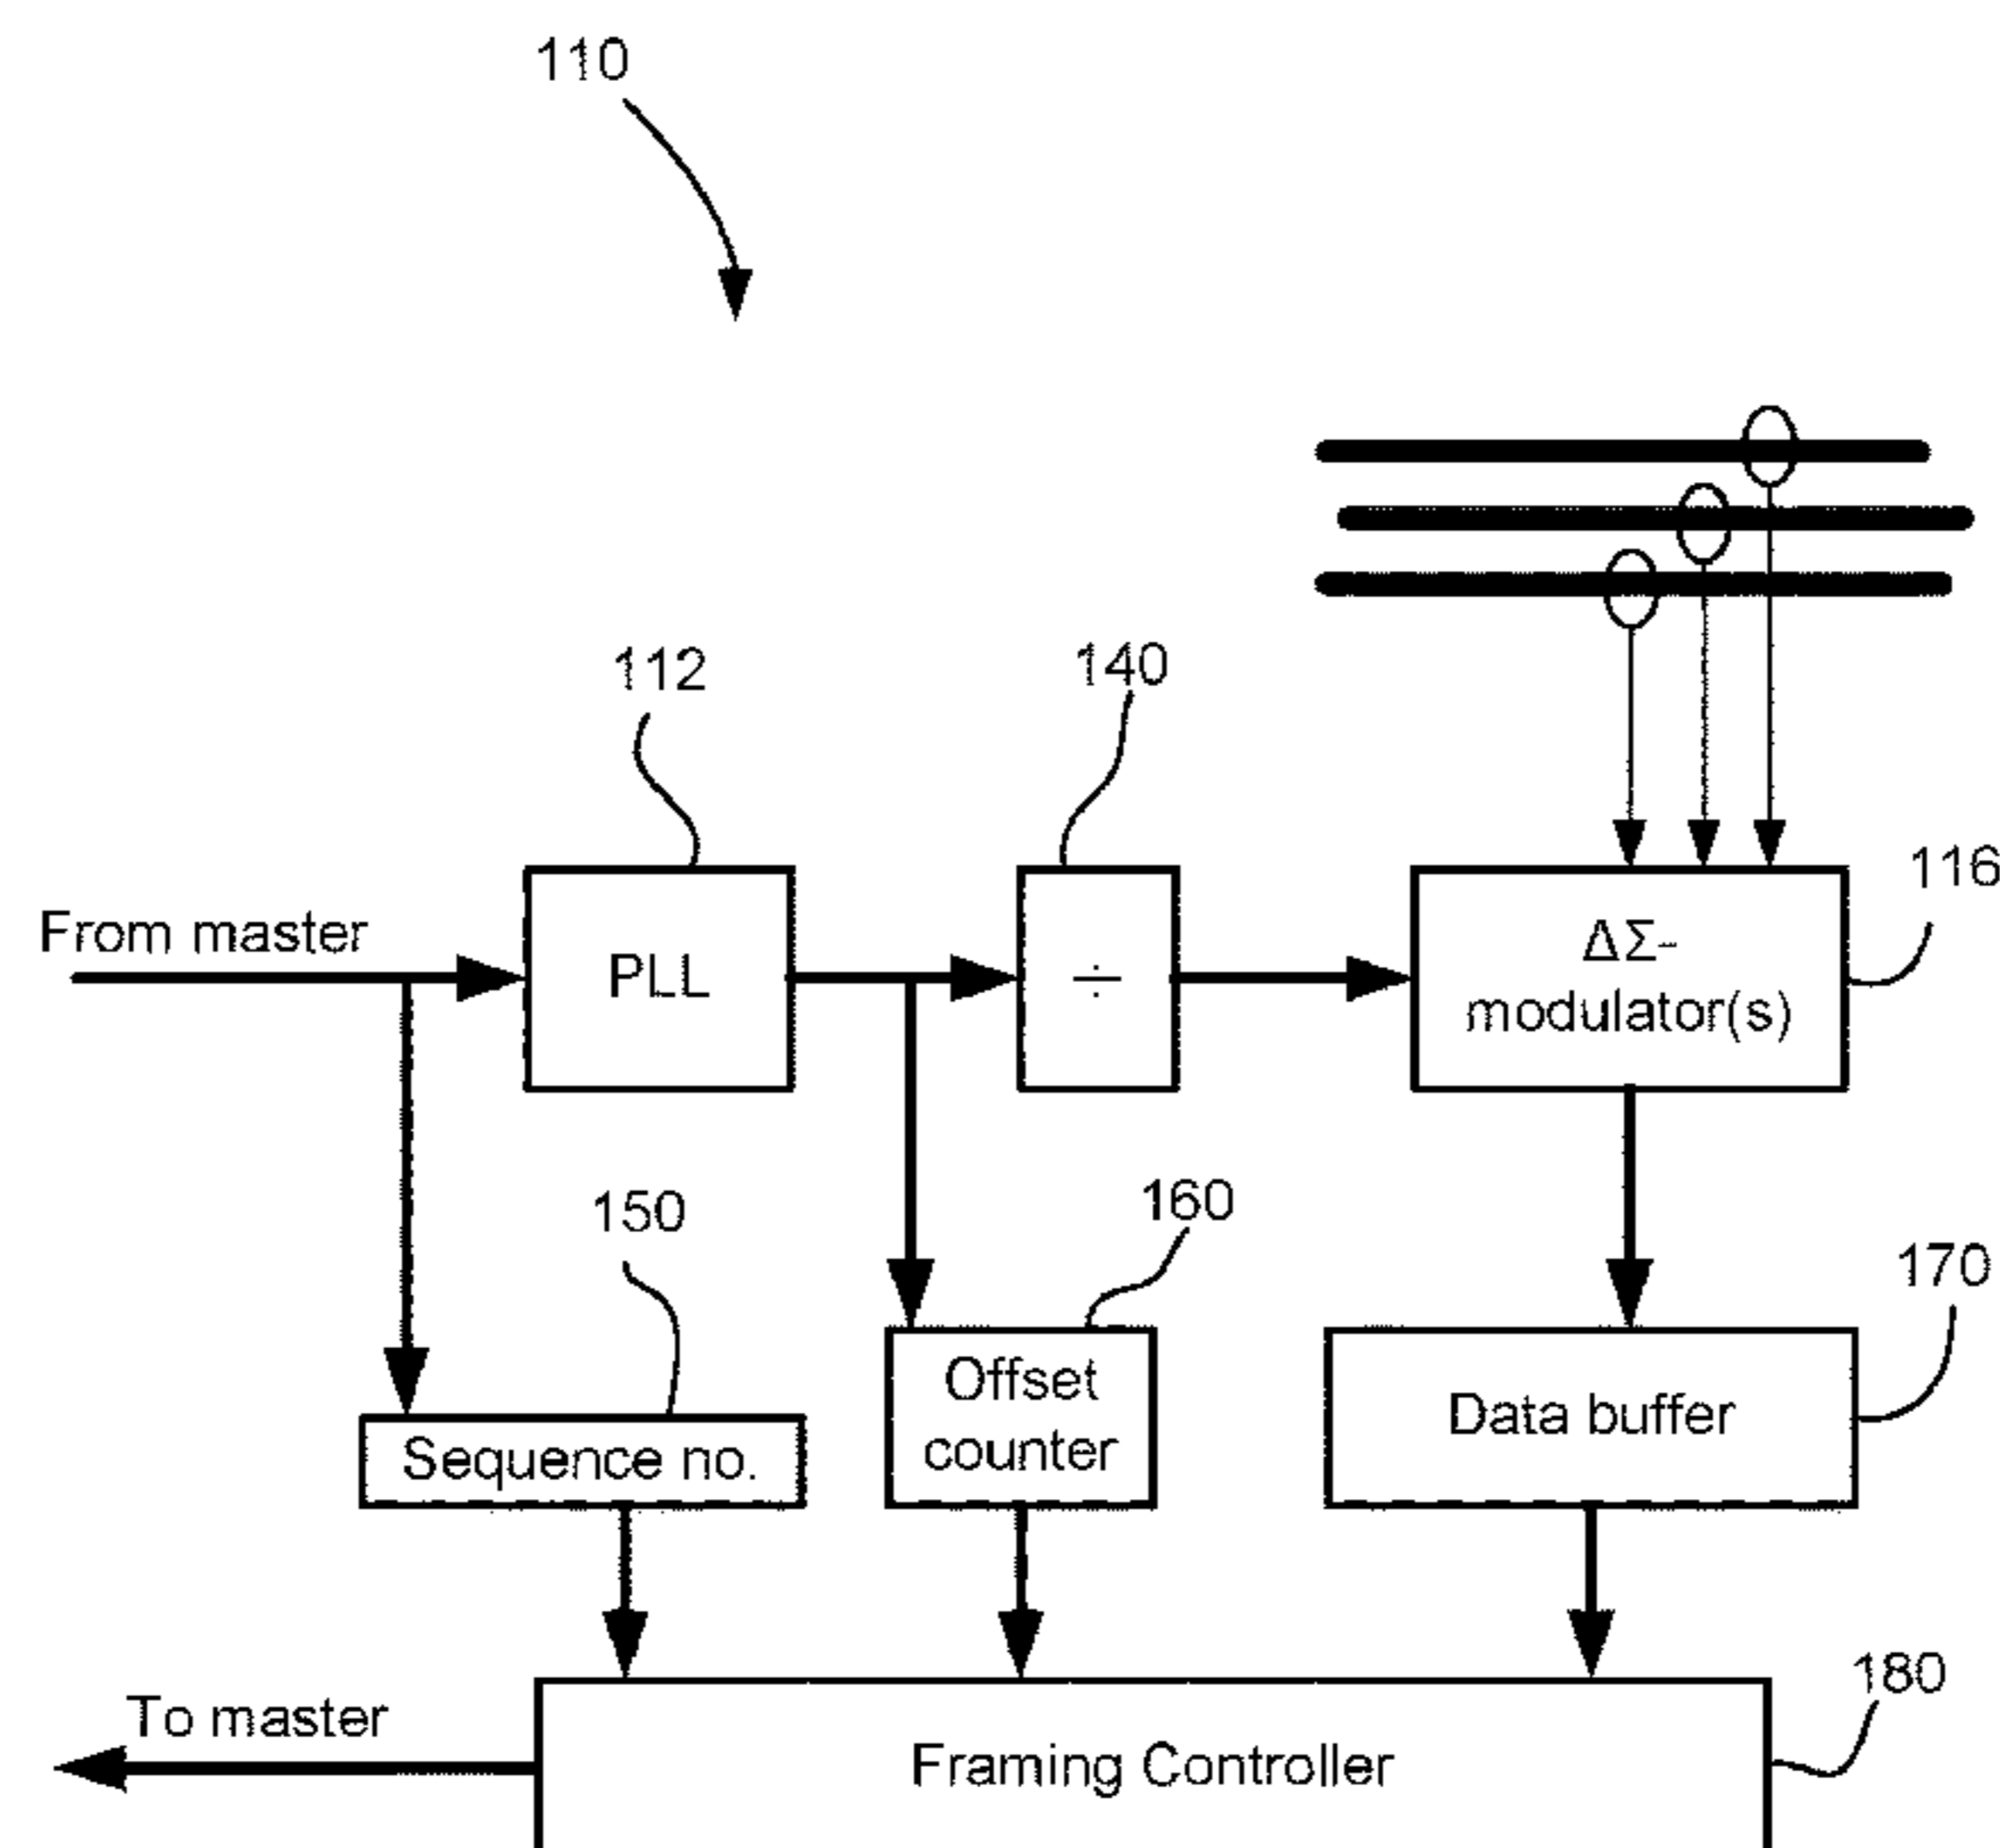 110
112
140
116
From master
PLL
÷
ΔΣ-
modulator(s)
150
160
170
Sequence no.
Offset
counter
Data buffer
180
To master
Framing Controller